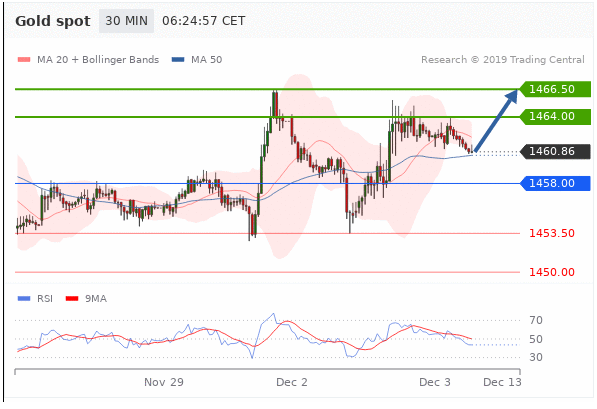 Gold spot 30 MIN 06:24:57 CET
MA 20 + Bollinger Bands MA 50 Research © 2019 Trading Central
1466.50
1464.00
1460.86
1458.00
1453.50
1450.00
RSI 9MA
70
50
30
Nov 29 Dec 2 Dec 3 Dec 13